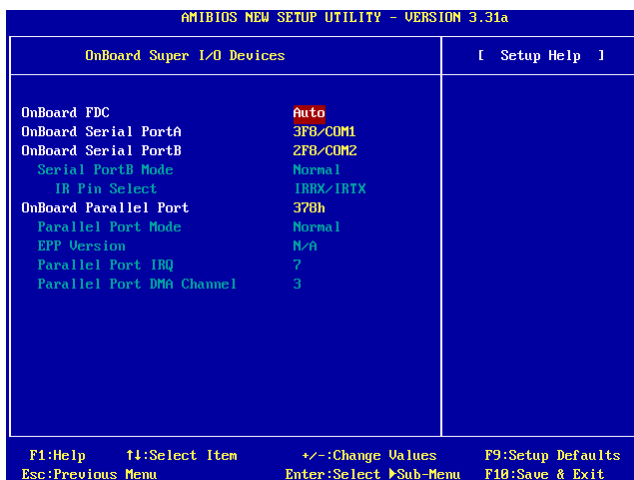 AMIBIOS NEW SETUP UTILITY - VERSION 3.31a
OnBoard Super I/O Devices
[ Setup Help ]
OnBoard FDC Auto
OnBoard Serial PortA 3F8/COM1
OnBoard Serial PortB 2F8/COM2
Serial PortB Mode Normal
IR Pin Select IRRX/IRTX
OnBoard Parallel Port 378h
Parallel Port Mode Normal
EPP Version N/A
Parallel Port IRQ 7
Parallel Port DMA Channel 3
F1:Help ↑↓:Select Item +/-:Change Values F9:Setup Defaults
Esc:Previous Menu Enter:Select ▶Sub-Menu F10:Save & Exit